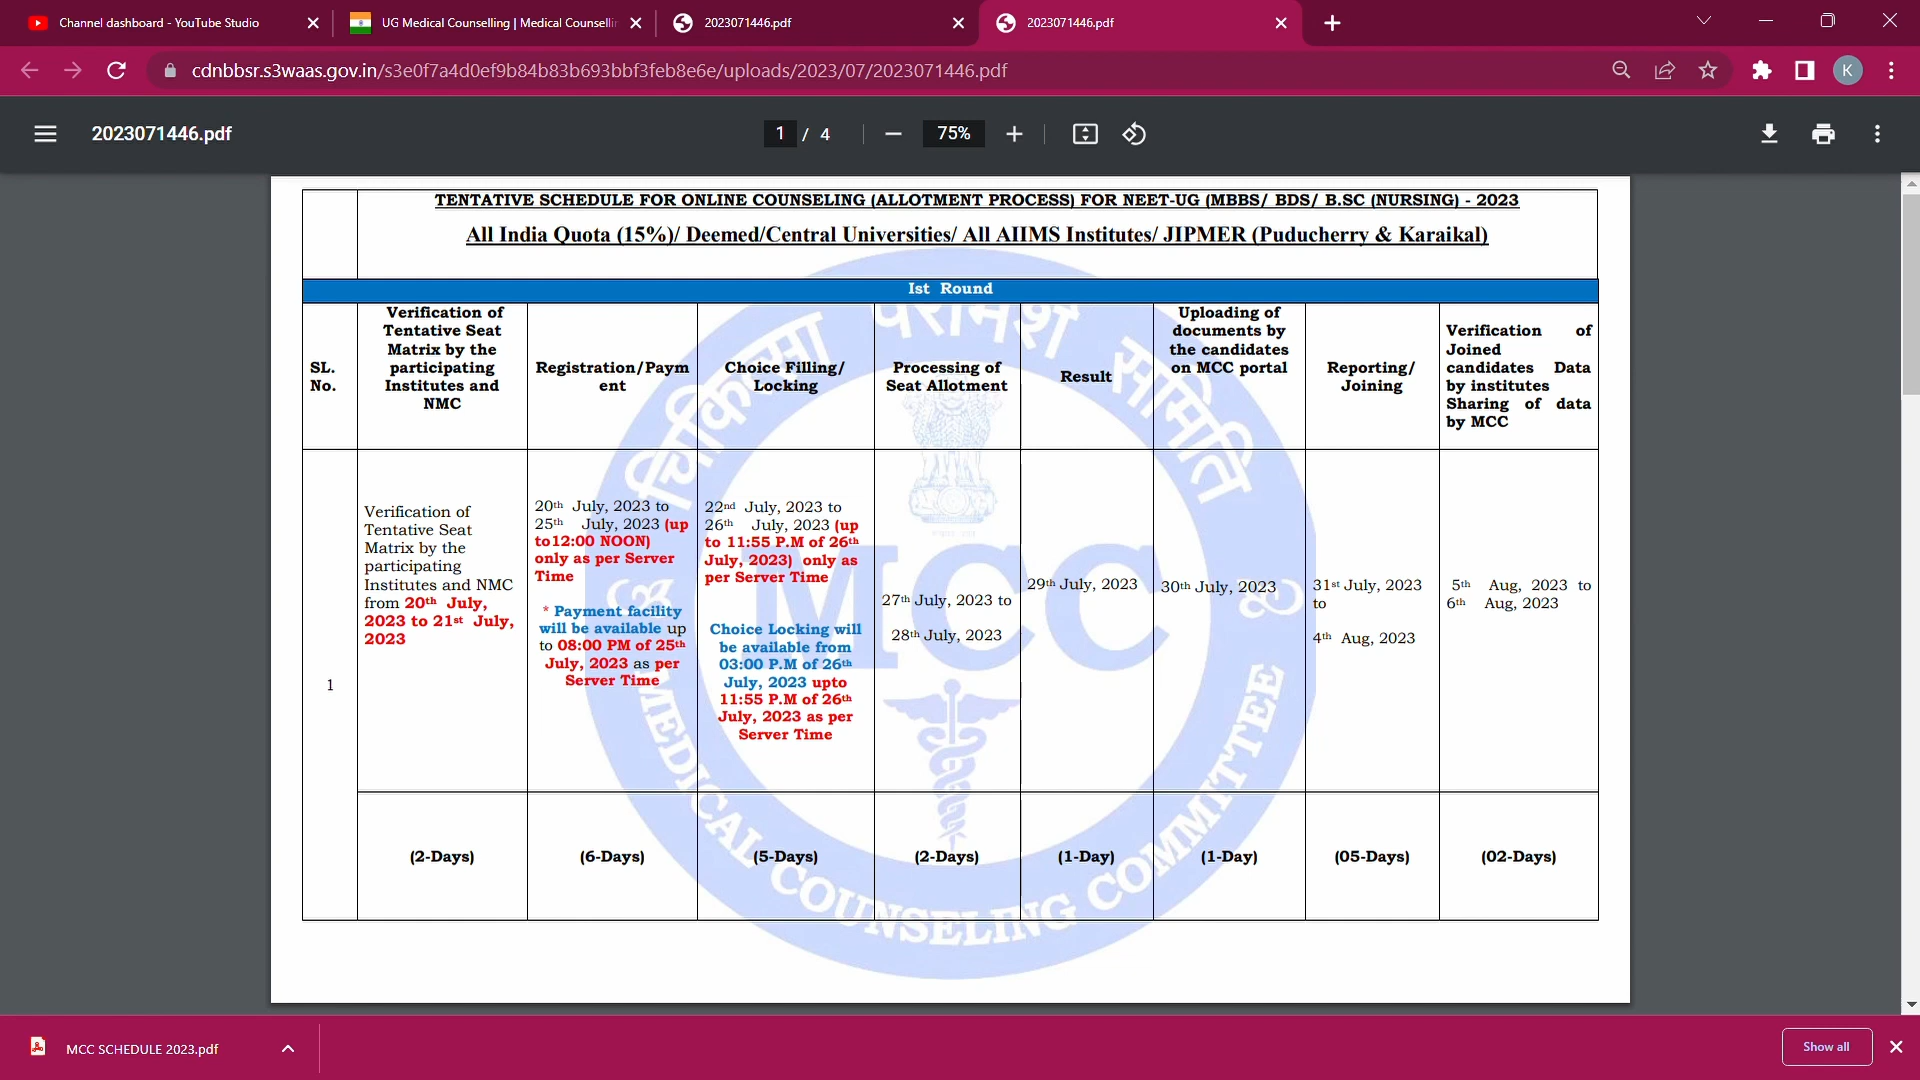 Channel dashboard - YouTube Studio
UG Medical Counselling | Medical Counselli
2023071446.pdf
2023071446.pdf
cdnbbsr.s3waas.gov.in/s3e0f7a4d0ef9b84b83b693bbf3feb8e6e/uploads/2023/07/2023071446.pdf
K
2023071446.pdf
1 / 4
75%
TENTATIVE SCHEDULE FOR ONLINE COUNSELING (ALLOTMENT PROCESS) FOR NEET-UG (MBBS/ BDS/ B.SC (NURSING) - 2023
All India Quota (15%)/ Deemed/Central Universities/ All AIIMS Institutes/ JIPMER (Puducherry & Karaikal)
Ist Round
SL.
No.
Verification of
Tentative Seat
Matrix by the
participating
Institutes and
NMC
Registration/Paym
ent
Choice Filling/
Locking
Processing of
Seat Allotment
Result
Uploading of
documents by
the candidates
on MCC portal
Reporting/
Joining
Verification of
Joined
candidates Data
by institutes
Sharing of data
by MCC
1
Verification of
Tentative Seat
Matrix by the
participating
Institutes and NMC
from 20th July,
2023 to 21st July,
2023
20th July, 2023 to
25th July, 2023 (up
to12:00 NOON)
only as per Server
Time
* Payment facility
will be available up
to 08:00 PM of 25th
July, 2023 as per
Server Time
22nd July, 2023 to
26th July, 2023 (up
to 11:55 P.M of 26th
July, 2023) only as
per Server Time
Choice Locking will
be available from
03:00 P.M of 26th
July, 2023 upto
11:55 P.M of 26th
July, 2023 as per
Server Time
27th July, 2023 to
28th July, 2023
29th July, 2023
30th July, 2023
31st July, 2023
to
4th Aug, 2023
5th Aug, 2023 to
6th Aug, 2023
(2-Days)
(6-Days)
(5-Days)
(2-Days)
(1-Day)
(1-Day)
(05-Days)
(02-Days)
चिकित्सा परामर्श समिति
MCC
MEDICAL COUNSELING COMMITTEE
MCC SCHEDULE 2023.pdf
Show all